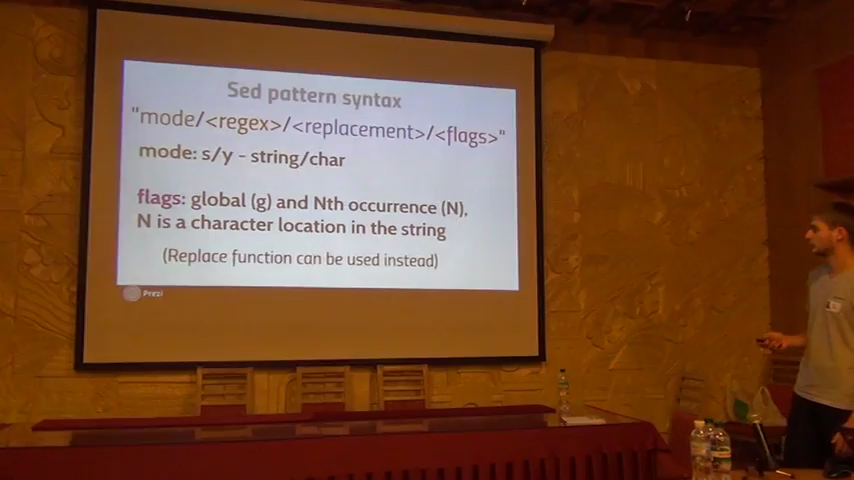 Sed pattern syntax
"mode/<regex>/<replacement>/<flags>"
mode: s/y - string/char
flags: global (g) and Nth occurrence (N),
N is a character location in the string
(Replace function can be used instead)
Prezi